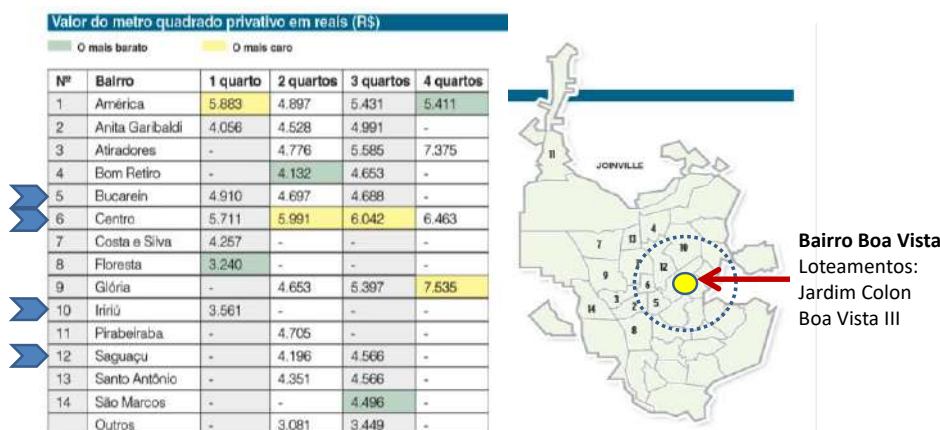 Valor do metro quadrado privativo em reais (R$)
O mais barato O mais caro
Nº Bairro 1 quarto 2 quartos 3 quartos 4 quartos
1 América 5.883 4.897 5.431 5.411
2 Anita Garibaldi 4.056 4.528 4.991 -
3 Atiradores - 4.776 5.585 7.375
4 Bom Retiro - 4.132 4.653 -
5 Bucarein 4.910 4.697 4.688 -
6 Centro 5.711 5.991 6.042 6.463
7 Costa e Silva 4.257 - - -
8 Floresta 3.240 - - -
9 Glória - 4.653 5.397 7.535
10 Iririú 3.561 - - -
11 Pirabeiraba - 4.705 - -
12 Saguaçu - 4.196 4.566 -
13 Santo Antônio - 4.351 4.566 -
14 São Marcos - - 4.496 -
Outros - 3.081 3.449 -
11
JOINVILLE
4
7 13 10
12
9
6
3 2 5
14
8
Bairro Boa Vista
Loteamentos:
Jardim Colon
Boa Vista III